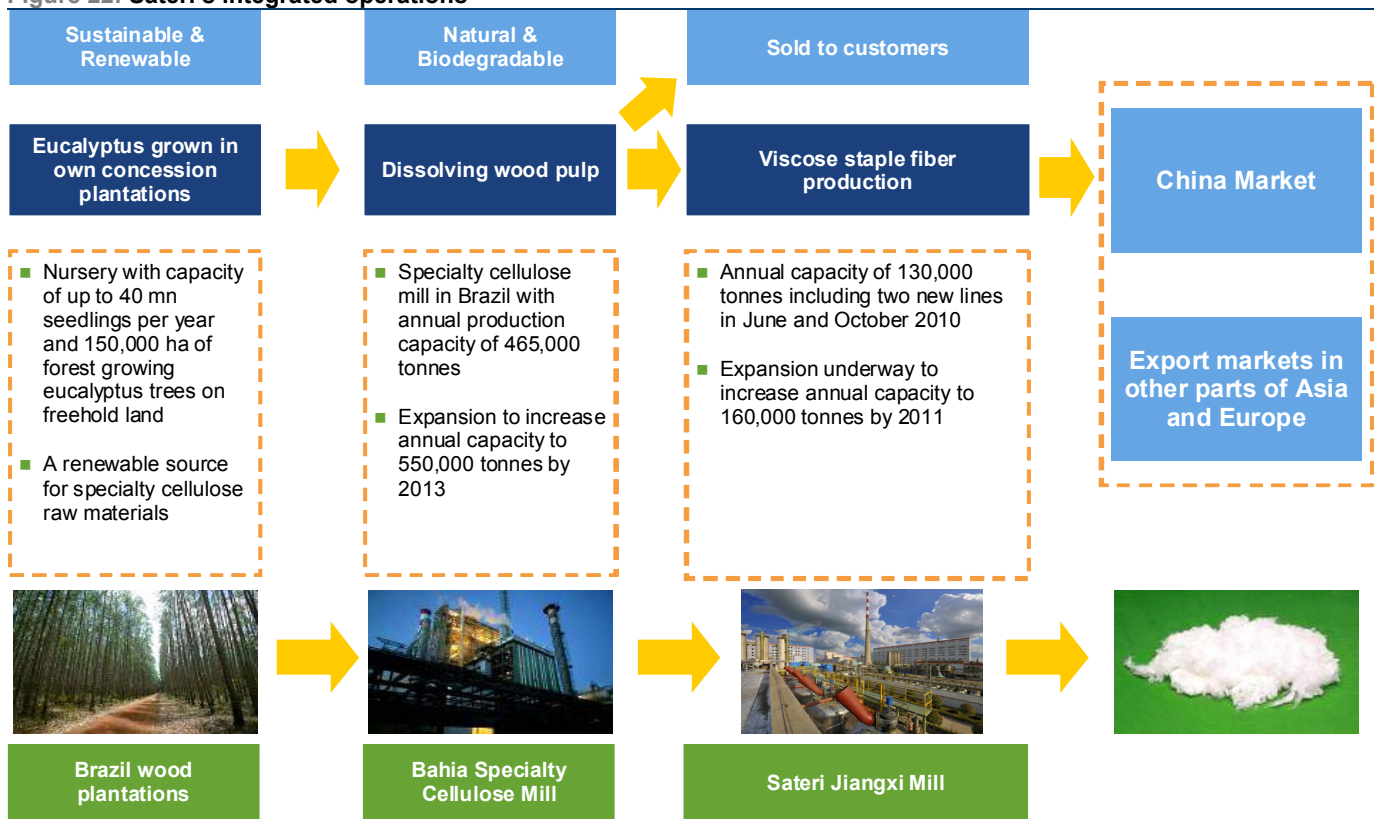 Figure 22: Sateri's integrated operations
Sustainable &
Renewable
Natural &
Biodegradable
Sold to customers
Eucalyptus grown in
own concession
plantations
Dissolving wood pulp
Viscose staple fiber
production
China Market
Export markets in
other parts of Asia
and Europe
Nursery with capacity
of up to 40 mn
seedlings per year
and 150,000 ha of
forest growing
eucalyptus trees on
freehold land
A renewable source
for specialty cellulose
raw materials
Specialty cellulose
mill in Brazil with
annual production
capacity of 465,000
tonnes
Expansion to increase
annual capacity to
550,000 tonnes by
2013
Annual capacity of 130,000
tonnes including two new lines
in June and October 2010
Expansion underway to
increase annual capacity to
160,000 tonnes by 2011
Brazil wood
plantations
Bahia Specialty
Cellulose Mill
Sateri Jiangxi Mill